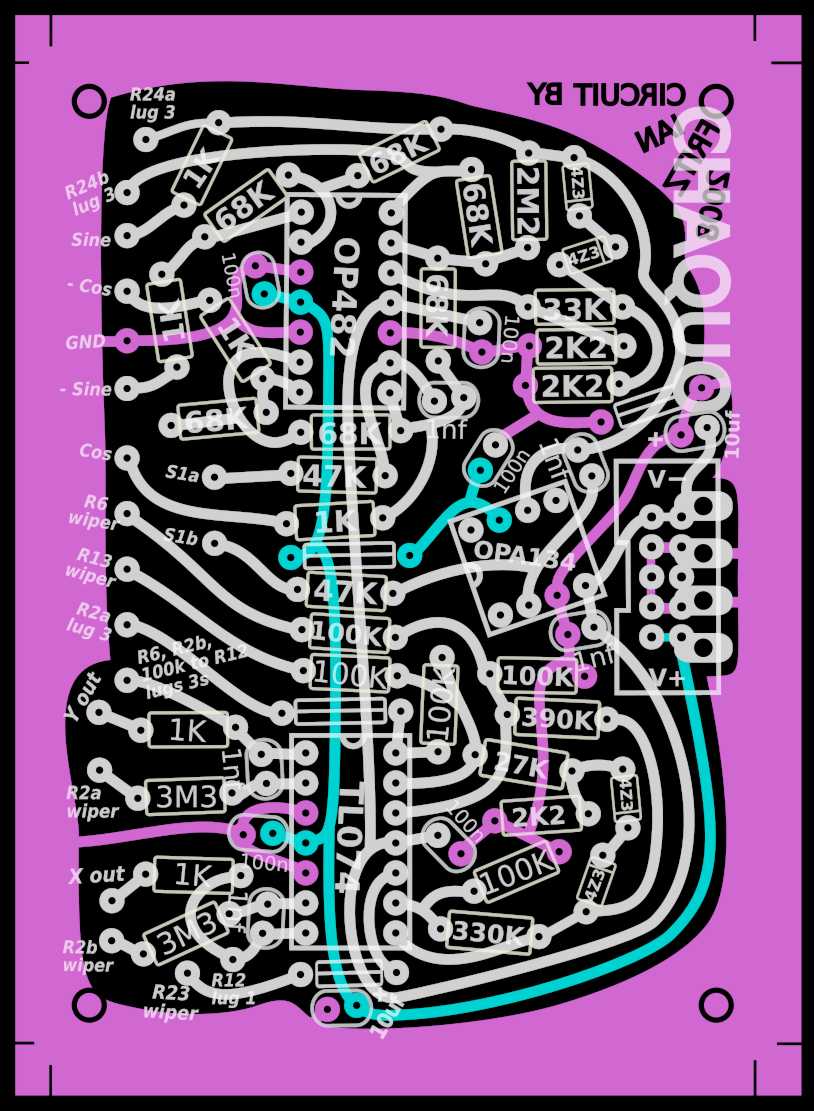 CIRCUIT BY
IAN
FRITZ
2008
CHAOQUO
R24a
lug 3
1K
68K
68K
2M2
4Z3
R24b
lug 3
68K
Sine
OP482
4Z3
100n
- Cos
68K
33K
1K
1K
100n
2K2
GND
2K2
- Sine
68K
68K
1nf
10uf
+
Cos
S1a
47K
100n
1nf
V-
R6
wiper
1K
S1b
OPA134
R13
wiper
47K
R2a
lug 3
100K
R6, R2b,
100k to R12
lugs 3s
100K
1nf
100K
V+
Y out
100K
390K
1K
1nf
27K
R2a
wiper
3M3
TL074
4Z3
100n
2K2
100n
X out
1K
100K
4Z3
1nf
3M3
330K
R2b
wiper
R23
wiper
R12
lug 1
+
10uf